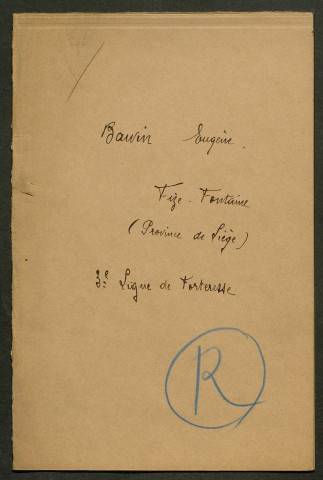 Bawin Eugène.
Fize-Fontaine
(Province de Liège)
3e Ligne de Forteresse
R